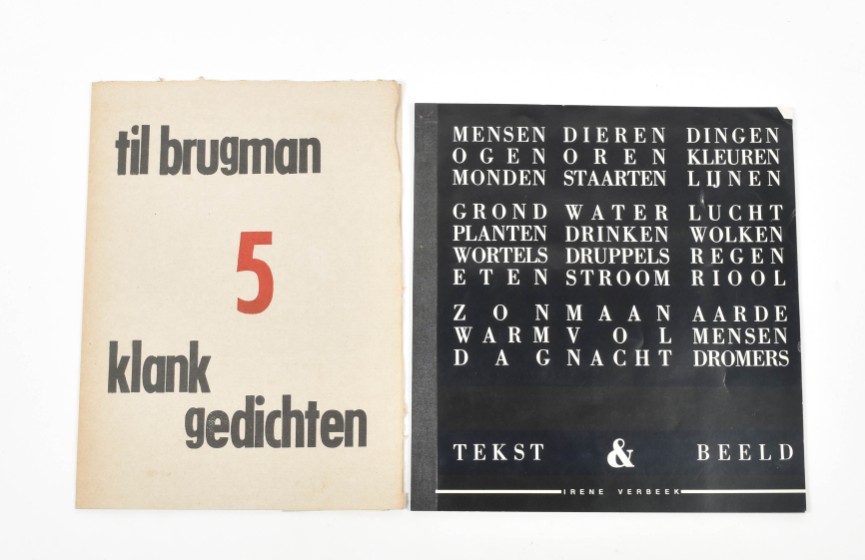 til brugman
5
klank
gedichten
MENSEN DIEREN DINGEN
OGEN OREN KLEUREN
MONDEN STAARTEN LIJNEN
GROND WATER LUCHT
PLANTEN DRINKEN WOLKEN
WORTELS DRUPPELS REGEN
ETEN STROOM RIOOL
ZON MAAN AARDE
WARM VOL MENSEN
DAG NACHT DROMERS
TEKST & BEELD
IRENE VERBEEK